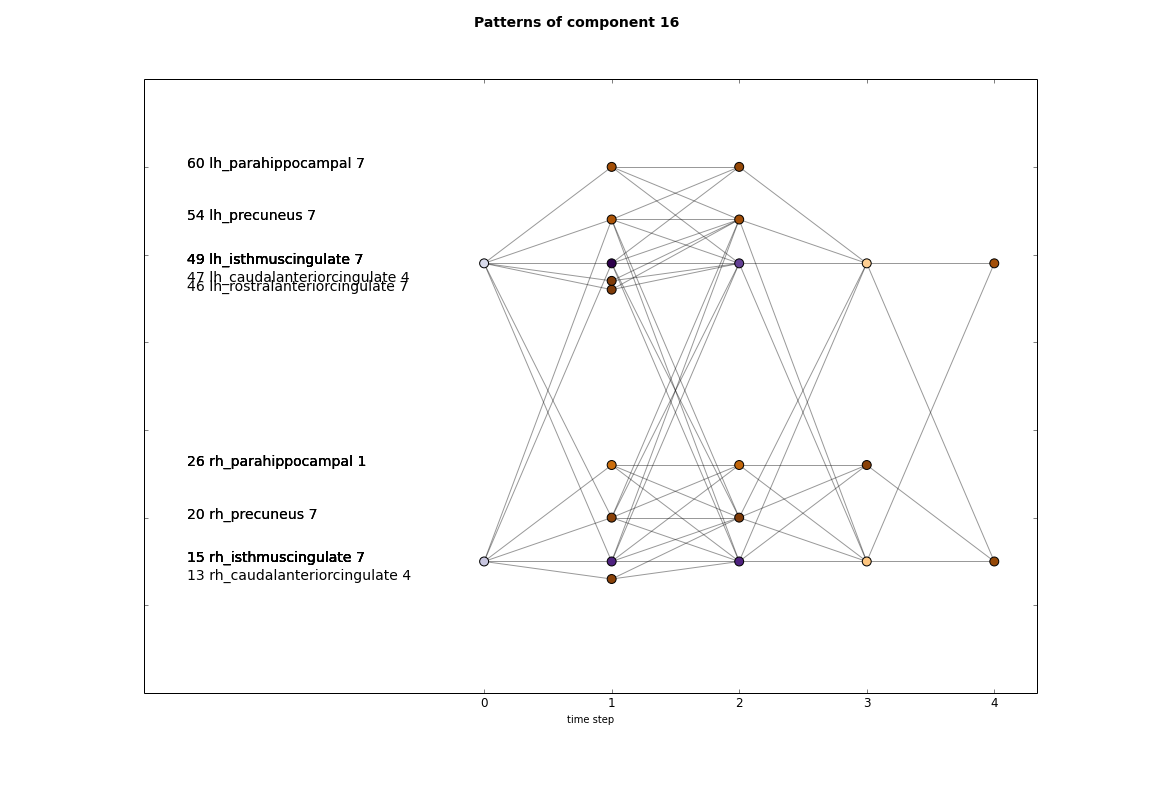 Patterns of component 16
60 lh_parahippocampal 7
54 lh_precuneus 7
49 lh_isthmuscingulate 7
47 lh_caudalanteriorcingulate 4
46 lh_rostralanteriorcingulate 7
26 rh_parahippocampal 1
20 rh_precuneus 7
15 rh_isthmuscingulate 7
13 rh_caudalanteriorcingulate 4
0 1 2 3 4
time step